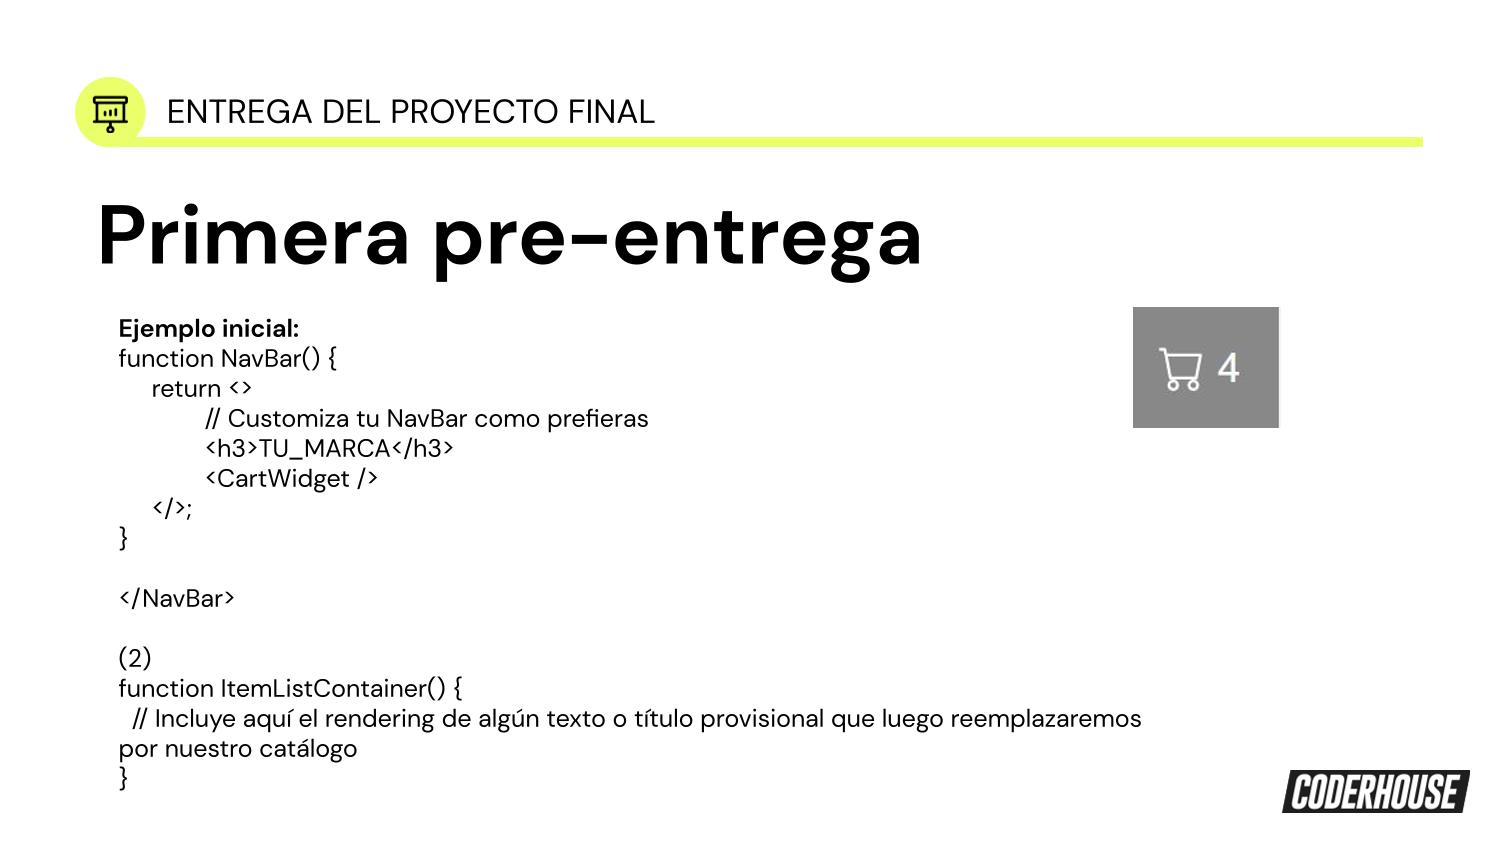 ENTREGA DEL PROYECTO FINAL
Primera pre-entrega
Ejemplo inicial:
function NavBar() {
return <>
// Customiza tu NavBar como prefieras
<h3>TU_MARCA</h3>
<CartWidget />
</>;
}
</NavBar>
(2)
function ItemListContainer() {
// Incluye aquí el rendering de algún texto o título provisional que luego reemplazaremos
por nuestro catálogo
}
4
CODERHOUSE